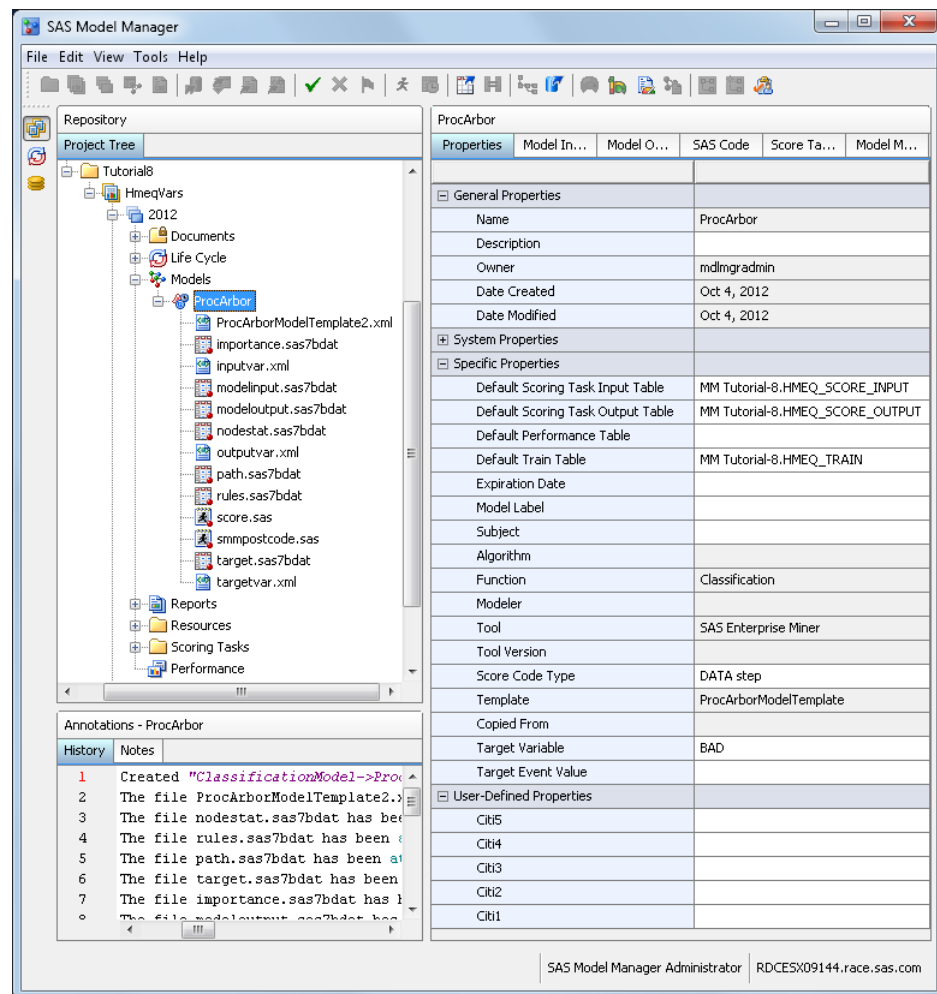 SAS Model Manager
File Edit View Tools Help
Repository
Project Tree
Tutorial8
HmeqVars
2012
Documents
Life Cycle
Models
ProcArbor
ProcArborModelTemplate2.xml
importance.sas7bdat
inputvar.xml
modelinput.sas7bdat
modeloutput.sas7bdat
nodestat.sas7bdat
outputvar.xml
path.sas7bdat
rules.sas7bdat
score.sas
smmpostcode.sas
target.sas7bdat
targetvar.xml
Reports
Resources
Scoring Tasks
Performance
Annotations - ProcArbor
History Notes
1 Created "ClassificationModel->Proc
2 The file ProcArborModelTemplate2.x
3 The file nodestat.sas7bdat has bee
4 The file rules.sas7bdat has been a
5 The file path.sas7bdat has been at
6 The file target.sas7bdat has been
7 The file importance.sas7bdat has b
8 The file modeloutput.sas7bdat has
ProcArbor
Properties Model In... Model O... SAS Code Score Ta... Model M...
General Properties
Name ProcArbor
Description
Owner mdlmgradmin
Date Created Oct 4, 2012
Date Modified Oct 4, 2012
System Properties
Specific Properties
Default Scoring Task Input Table MM Tutorial-8.HMEQ_SCORE_INPUT
Default Scoring Task Output Table MM Tutorial-8.HMEQ_SCORE_OUTPUT
Default Performance Table
Default Train Table MM Tutorial-8.HMEQ_TRAIN
Expiration Date
Model Label
Subject
Algorithm
Function Classification
Modeler
Tool SAS Enterprise Miner
Tool Version
Score Code Type DATA step
Template ProcArborModelTemplate
Copied From
Target Variable BAD
Target Event Value
User-Defined Properties
Citi5
Citi4
Citi3
Citi2
Citi1
SAS Model Manager Administrator RDCESX09144.race.sas.com